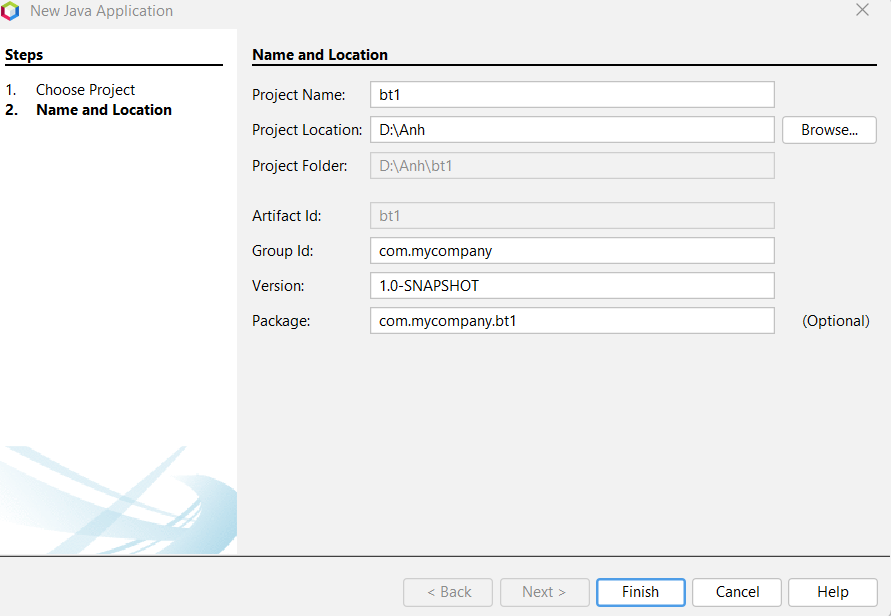 New Java Application
Steps
1. Choose Project
2. Name and Location
Name and Location
Project Name: bt1
Project Location: D:\Anh Browse...
Project Folder: D:\Anh\bt1
Artifact Id: bt1
Group Id: com.mycompany
Version: 1.0-SNAPSHOT
Package: com.mycompany.bt1 (Optional)
< Back Next > Finish Cancel Help